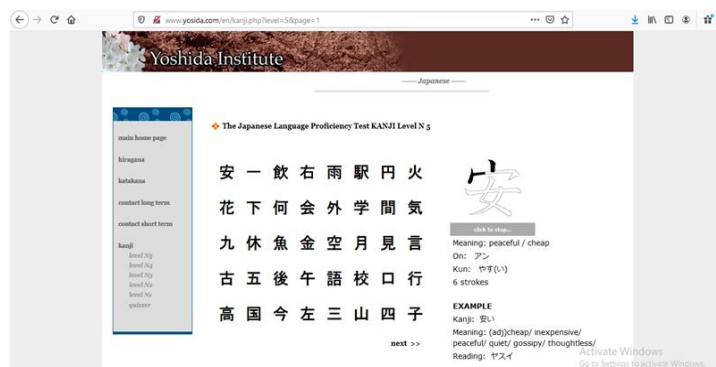 www.yosida.com/en/kanji.php?level=5&page=1
Yoshida Institute
Japanese
main home page
hiragana
katakana
contact long term
contact short term
kanji
level N5
level N4
level N3
level N2
level N1
quizzer
The Japanese Language Proficiency Test KANJI Level N 5
安 一 飲 右 雨 駅 円 火
花 下 何 会 外 学 間 気
九 休 魚 金 空 月 見 言
古 五 後 午 語 校 口 行
高 国 今 左 三 山 四 子
next >>
安
click to stop...
Meaning: peaceful / cheap
On: アン
Kun: やす(い)
6 strokes
EXAMPLE
Kanji: 安い
Meaning: (adj)cheap/ inexpensive/
peaceful/ quiet/ gossipy/ thoughtless/
Reading: ヤスイ
Activate Windows
Go to Settings to activate Windows.